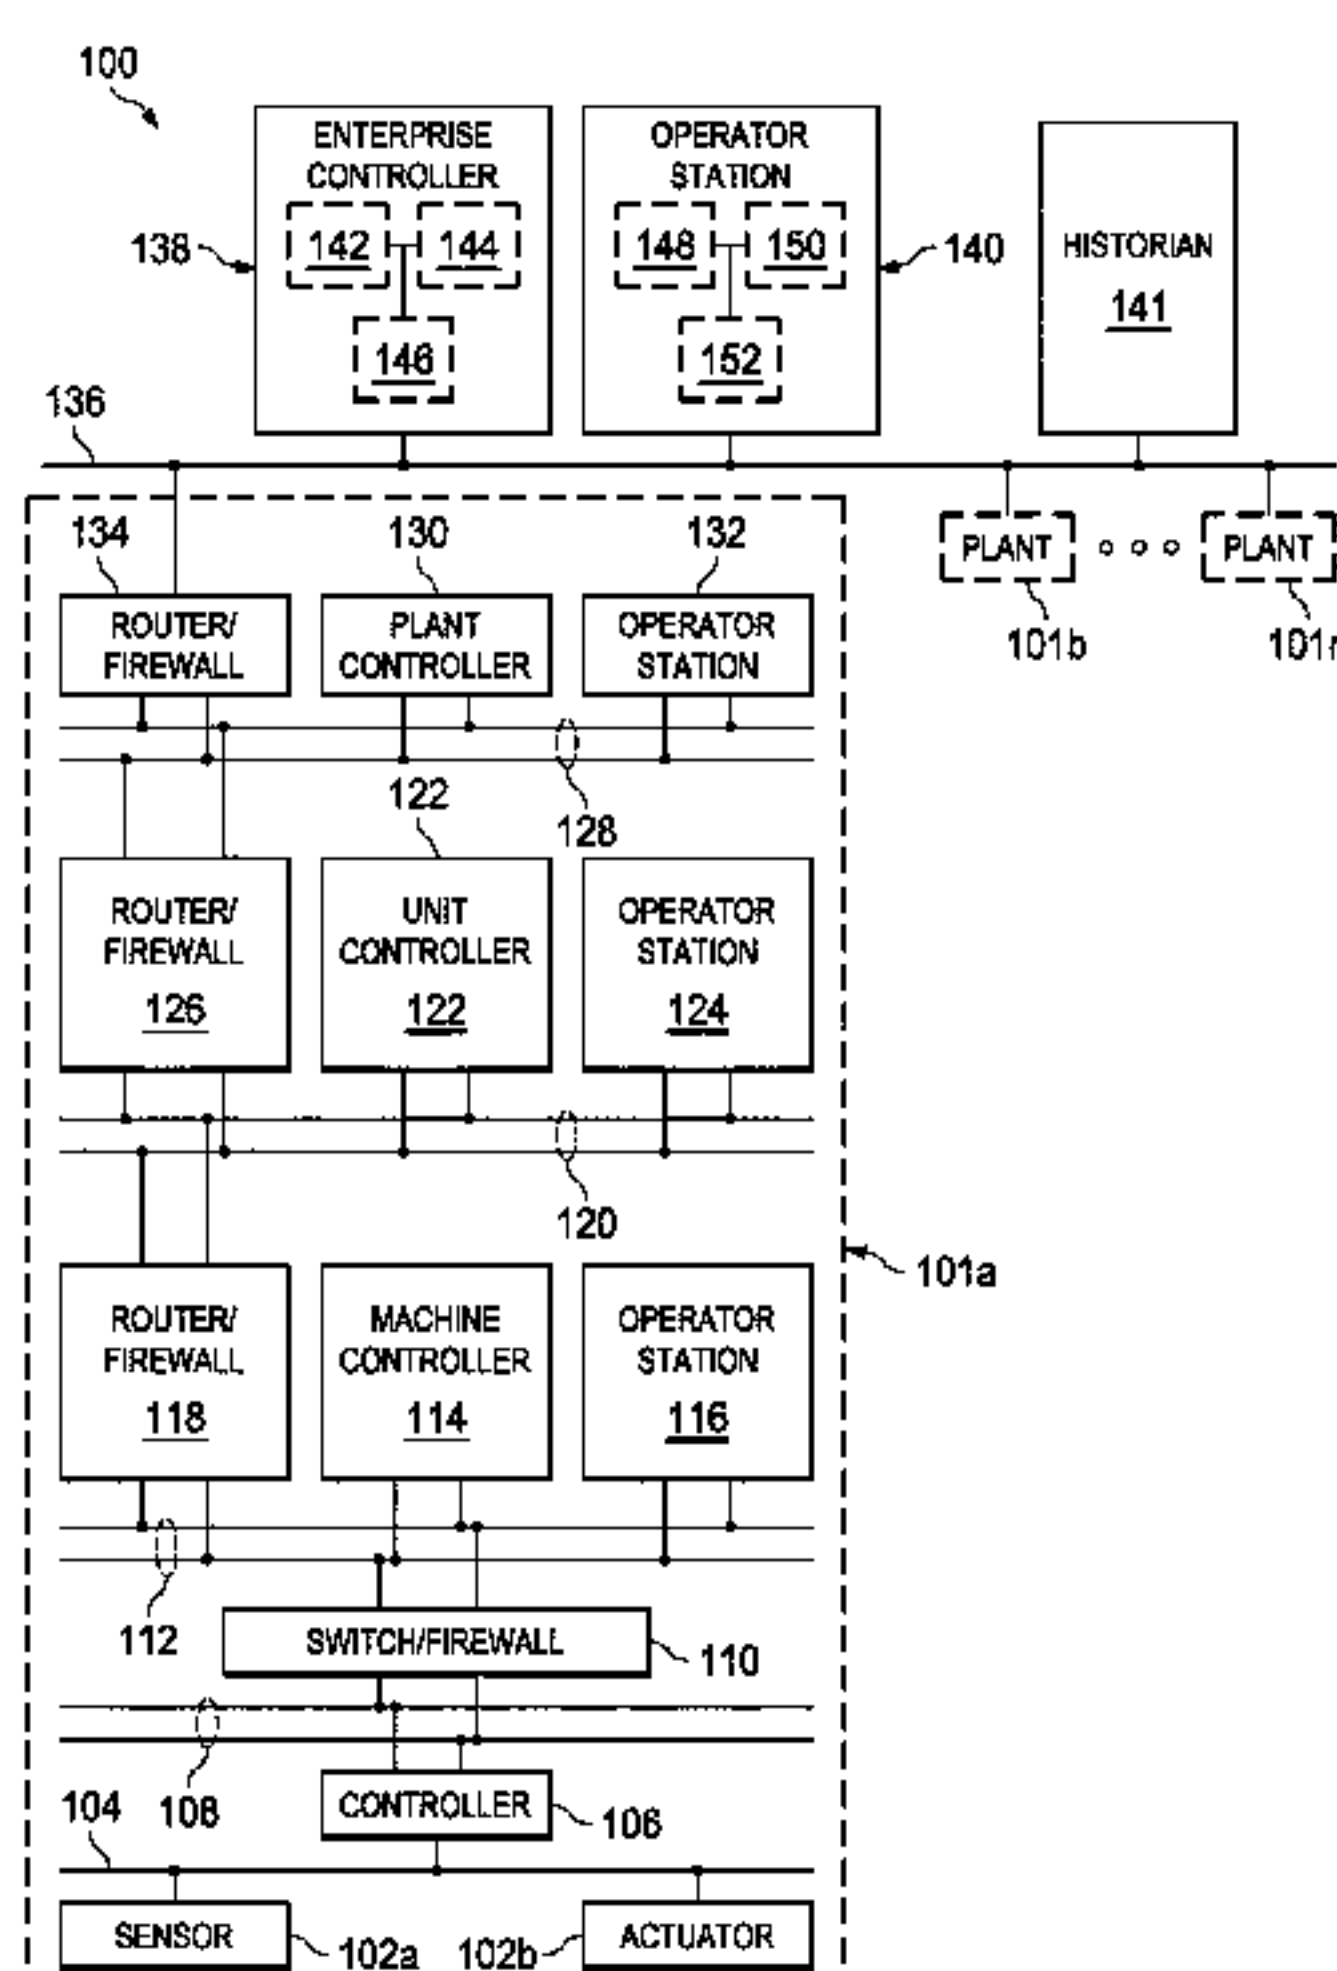 100
ENTERPRISE
CONTROLLER
142
144
146
138
OPERATOR
STATION
148
150
152
140
HISTORIAN
141
136
134
130
132
ROUTER/
FIREWALL
PLANT
CONTROLLER
OPERATOR
STATION
PLANT
PLANT
101b
128
122
ROUTER/
FIREWALL
126
UNIT
CONTROLLER
122
OPERATOR
STATION
124
120
101a
ROUTER/
FIREWALL
118
MACHINE
CONTROLLER
114
OPERATOR
STATION
116
112
SWITCH/FIREWALL
110
108
104
CONTROLLER
106
SENSOR
102a
102b
ACTUATOR